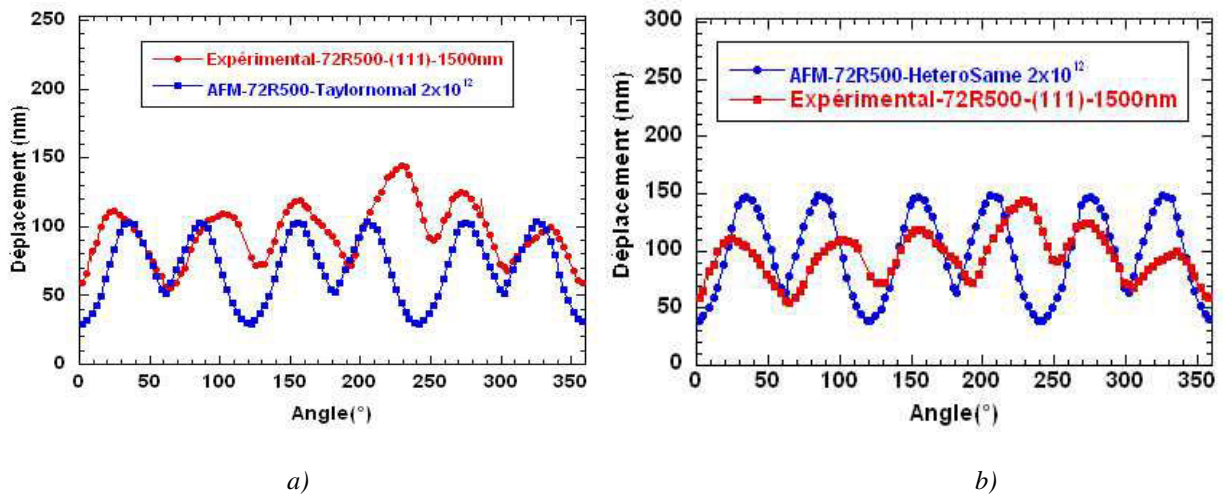 a)
Expérimental-72R500-(111)-1500nm
AFM-72R500-Taylornomal 2x10¹²
Déplacement (nm)
250
200
150
100
50
0
0 50 100 150 200 250 300 350
Angle(°)
a)
b)
AFM-72R500-HeteroSame 2x10¹²
Expérimental-72R500-(111)-1500nm
Déplacement (nm)
300
250
200
150
100
50
0
0 50 100 150 200 250 300 350
Angle(°)
b)